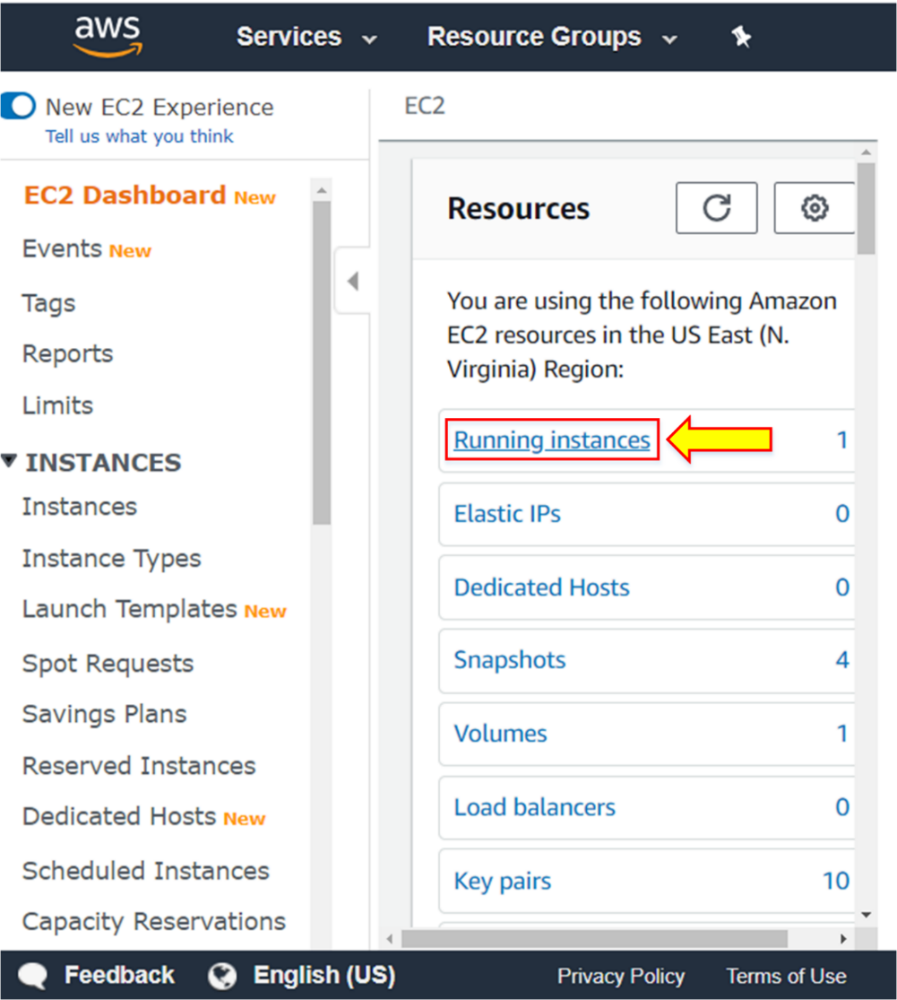 aws
Services
Resource Groups
New EC2 Experience
Tell us what you think
EC2 Dashboard New
Events New
Tags
Reports
Limits
INSTANCES
Instances
Instance Types
Launch Templates New
Spot Requests
Savings Plans
Reserved Instances
Dedicated Hosts New
Scheduled Instances
Capacity Reservations
EC2
Resources
You are using the following Amazon
EC2 resources in the US East (N.
Virginia) Region:
Running instances 1
Elastic IPs 0
Dedicated Hosts 0
Snapshots 4
Volumes 1
Load balancers 0
Key pairs 10
Feedback
English (US)
Privacy Policy
Terms of Use